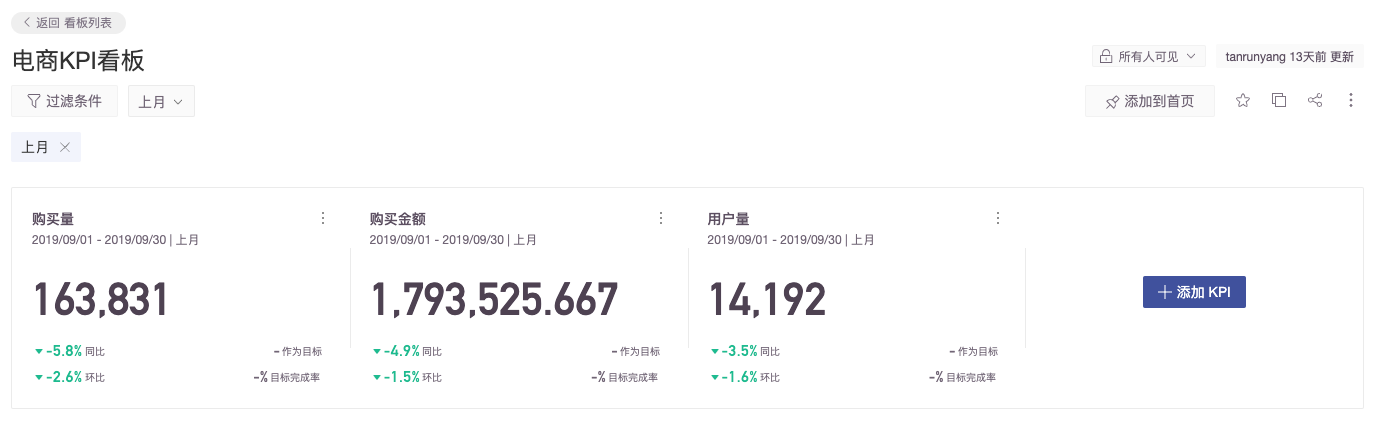 返回 看板列表
电商KPI看板
所有人可见
tanrunyang 13天前 更新
过滤条件
上月
添加到首页
上月
购买量
2019/09/01 - 2019/09/30 | 上月
163,831
-5.8% 同比
- 作为目标
-2.6% 环比
-% 目标完成率
购买金额
2019/09/01 - 2019/09/30 | 上月
1,793,525.667
-4.9% 同比
- 作为目标
-1.5% 环比
-% 目标完成率
用户量
2019/09/01 - 2019/09/30 | 上月
14,192
-3.5% 同比
- 作为目标
-1.6% 环比
-% 目标完成率
添加 KPI